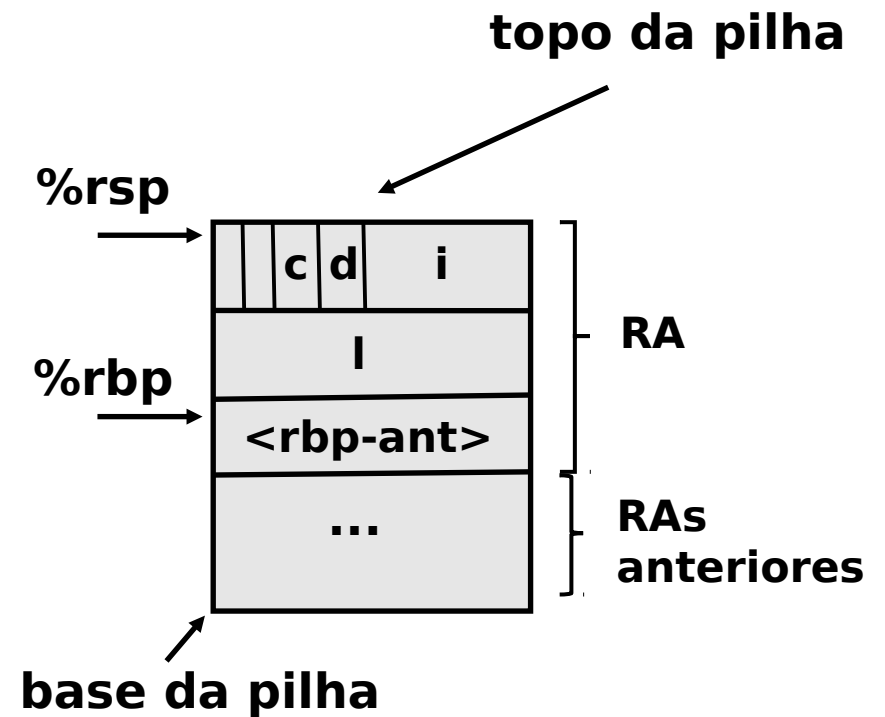 topo da pilha
%rsp
c d i
RA
l
%rbp
<rbp-ant>
...
RAs
anteriores
base da pilha